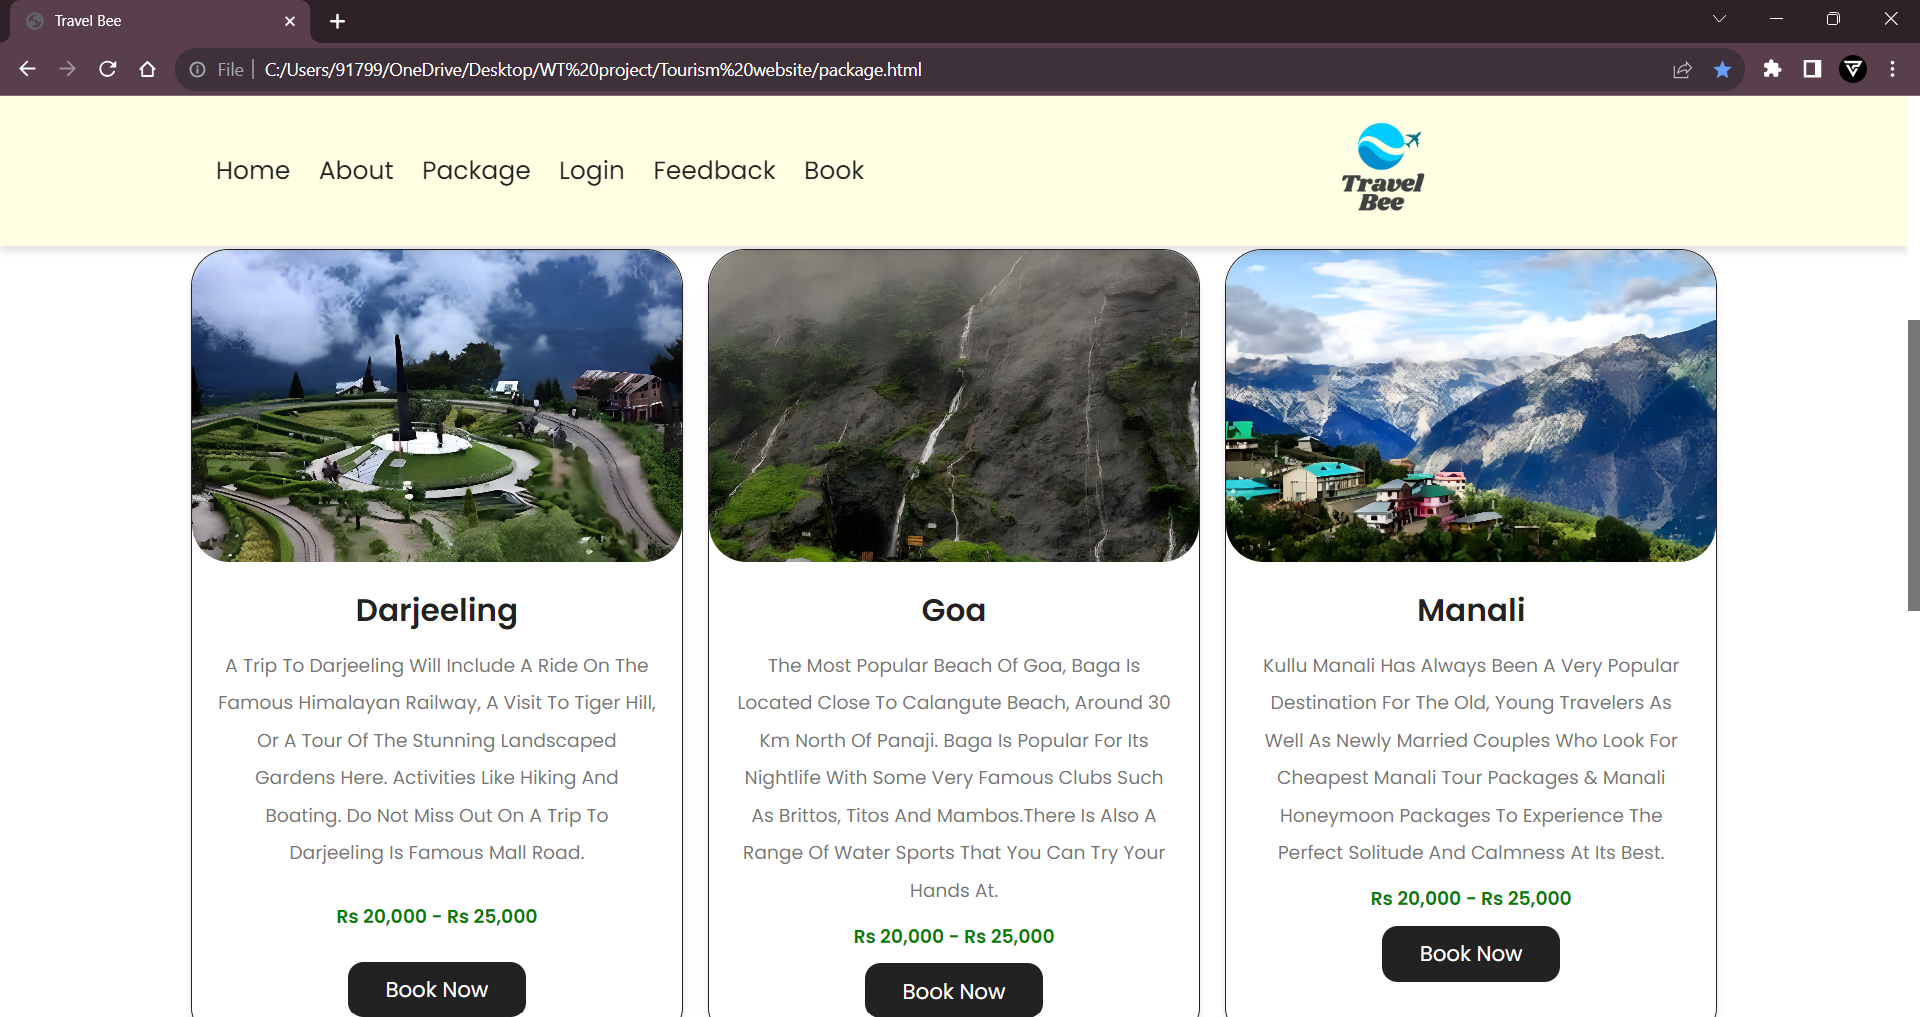 Travel Bee
File
C:/Users/91799/OneDrive/Desktop/WT%20project/Tourism%20website/package.html
Home About Package Login Feedback Book
Travel
Bee
Darjeeling
A Trip To Darjeeling Will Include A Ride On The
Famous Himalayan Railway, A Visit To Tiger Hill,
Or A Tour Of The Stunning Landscaped
Gardens Here. Activities Like Hiking And
Boating. Do Not Miss Out On A Trip To
Darjeeling Is Famous Mall Road.
Rs 20,000 - Rs 25,000
Book Now
Goa
The Most Popular Beach Of Goa, Baga Is
Located Close To Calangute Beach, Around 30
Km North Of Panaji. Baga Is Popular For Its
Nightlife With Some Very Famous Clubs Such
As Brittos, Titos And Mambos.There Is Also A
Range Of Water Sports That You Can Try Your
Hands At.
Rs 20,000 - Rs 25,000
Book Now
Manali
Kullu Manali Has Always Been A Very Popular
Destination For The Old, Young Travelers As
Well As Newly Married Couples Who Look For
Cheapest Manali Tour Packages & Manali
Honeymoon Packages To Experience The
Perfect Solitude And Calmness At Its Best.
Rs 20,000 - Rs 25,000
Book Now